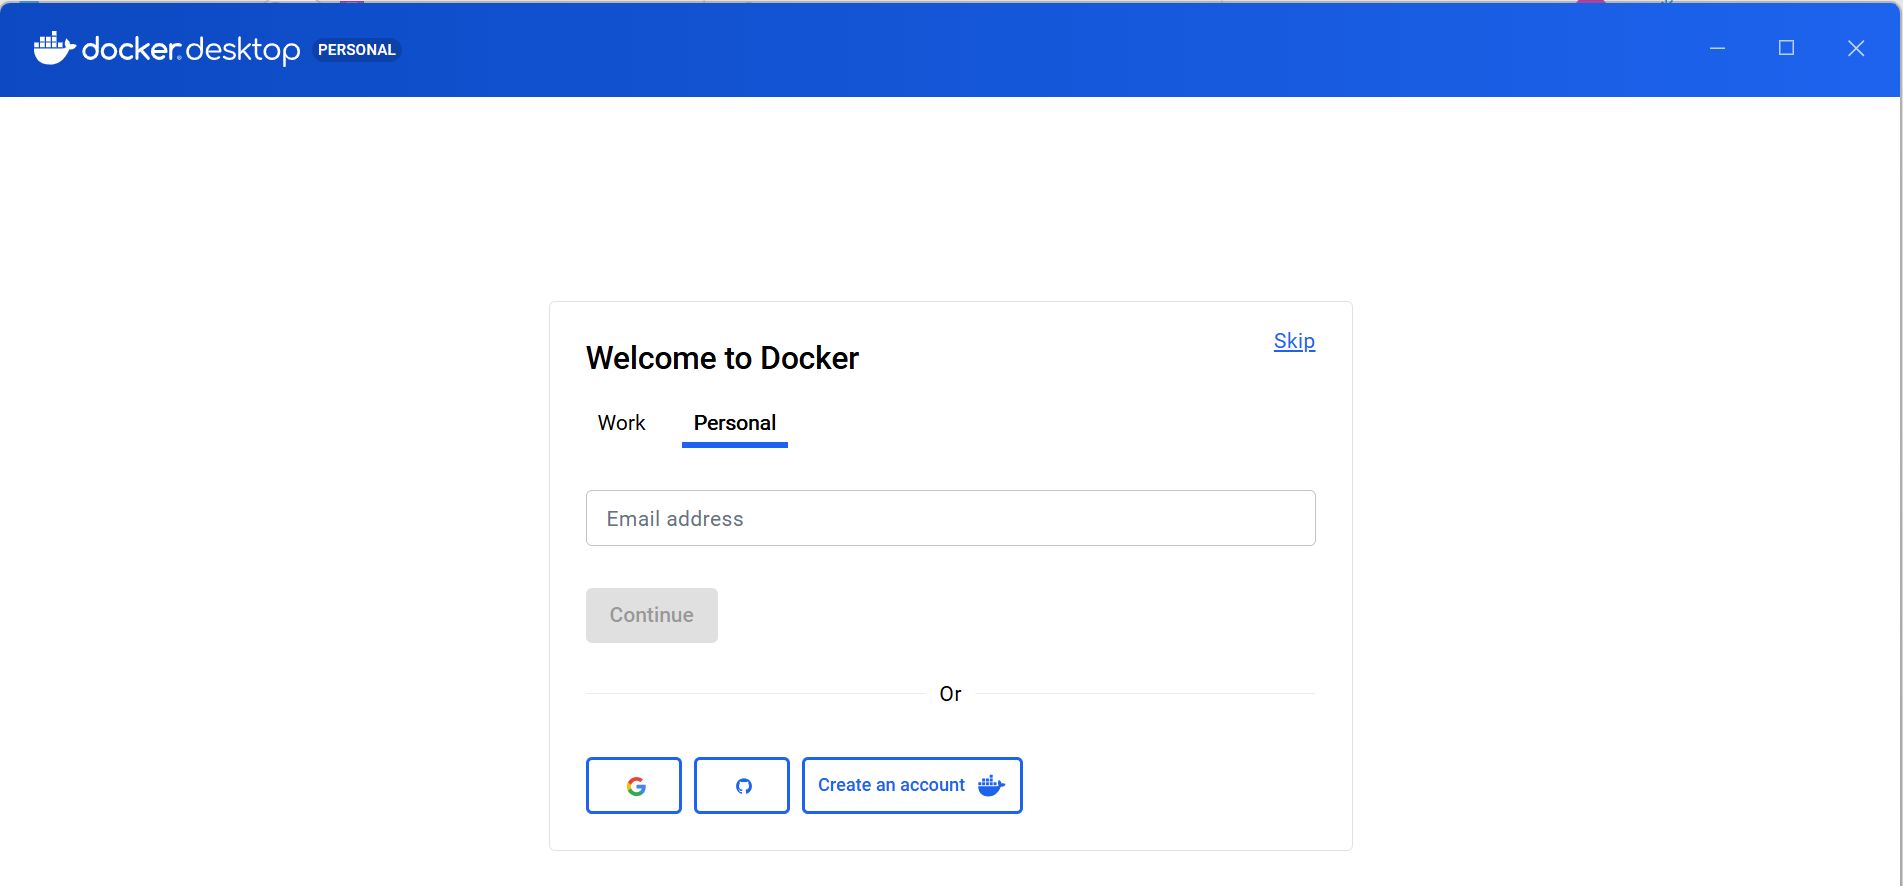 docker desktop PERSONAL
Welcome to Docker
Skip
Work Personal
Email address
Continue
Or
Create an account